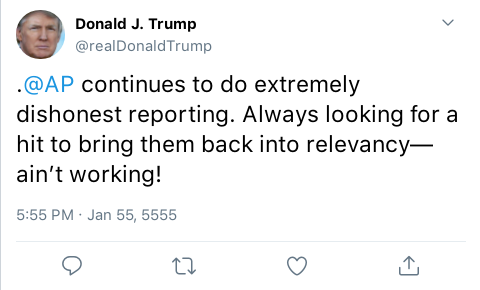 Donald J. Trump
@realDonaldTrump
.@AP continues to do extremely
dishonest reporting. Always looking for a
hit to bring them back into relevancy—
ain’t working!
5:55 PM · Jan 55, 5555